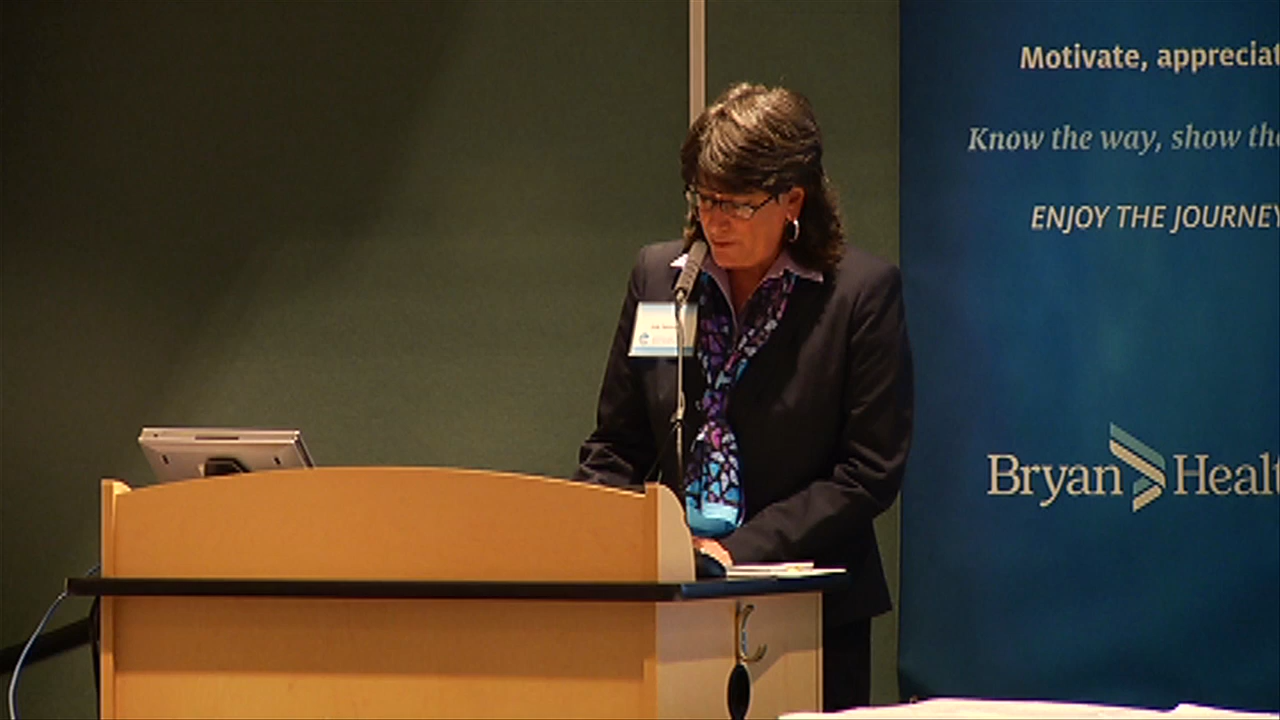 Motivate, appreciat
Know the way, show the
ENJOY THE JOURNEY
Bryan Healt